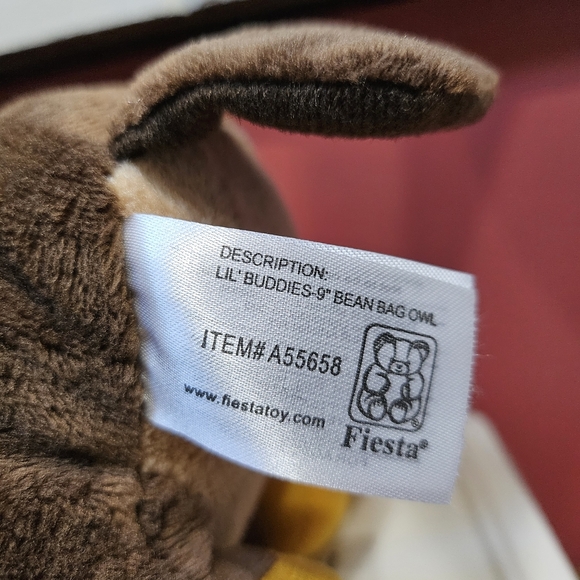 DESCRIPTION:
LIL' BUDDIES-9" BEAN BAG OWL
ITEM# A55658
www.fiestatoy.com
Fiesta®